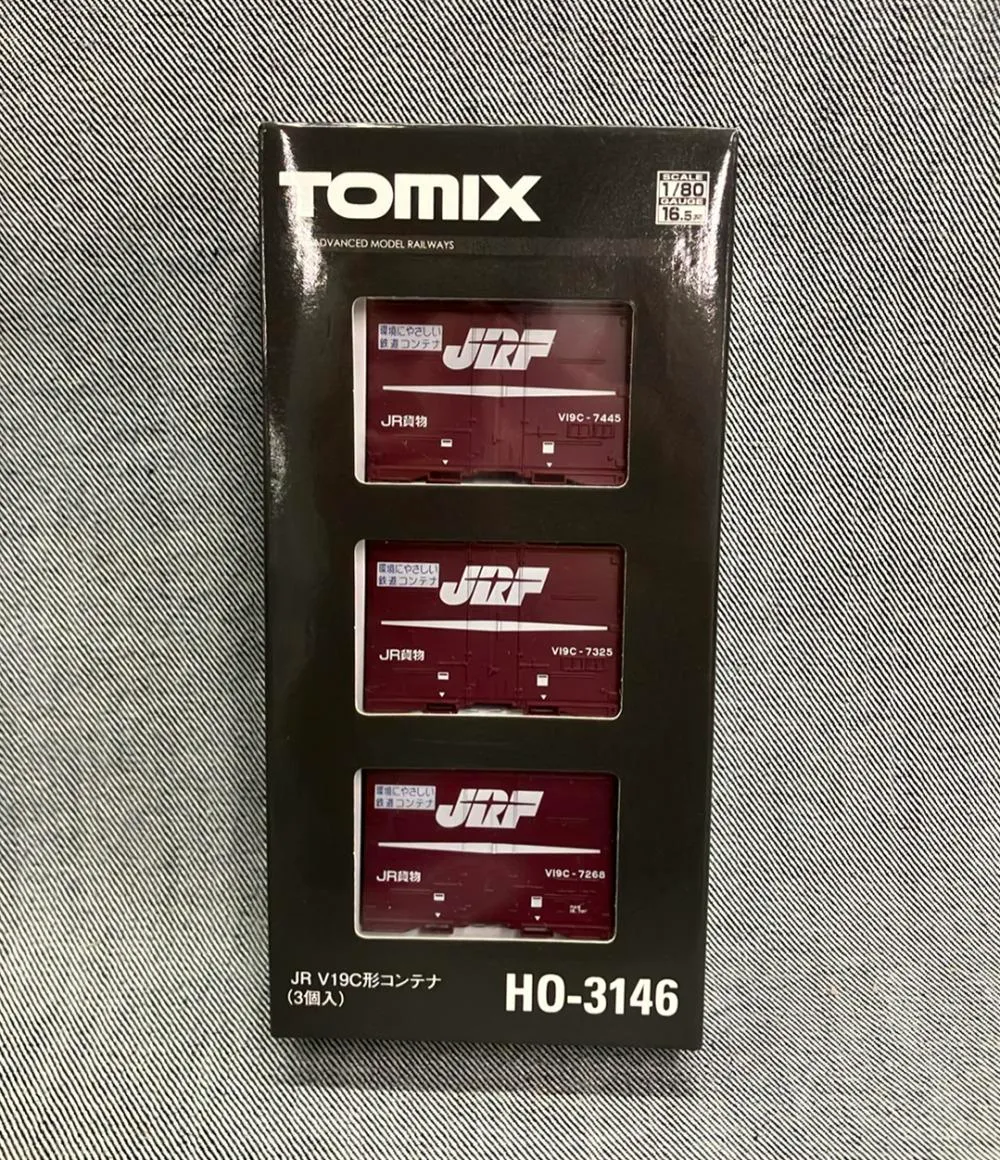 TOMIX
SCALE
1/80
GAUGE
16.5㎜
ADVANCED MODEL RAILWAYS
環境にやさしい
鉄道コンテナ
JRF
JR貨物
V19C-7445
環境にやさしい
鉄道コンテナ
JRF
JR貨物
V19C-7325
環境にやさしい
鉄道コンテナ
JRF
JR貨物
V19C-7268
JR V19C形コンテナ
(3個入)
HO-3146